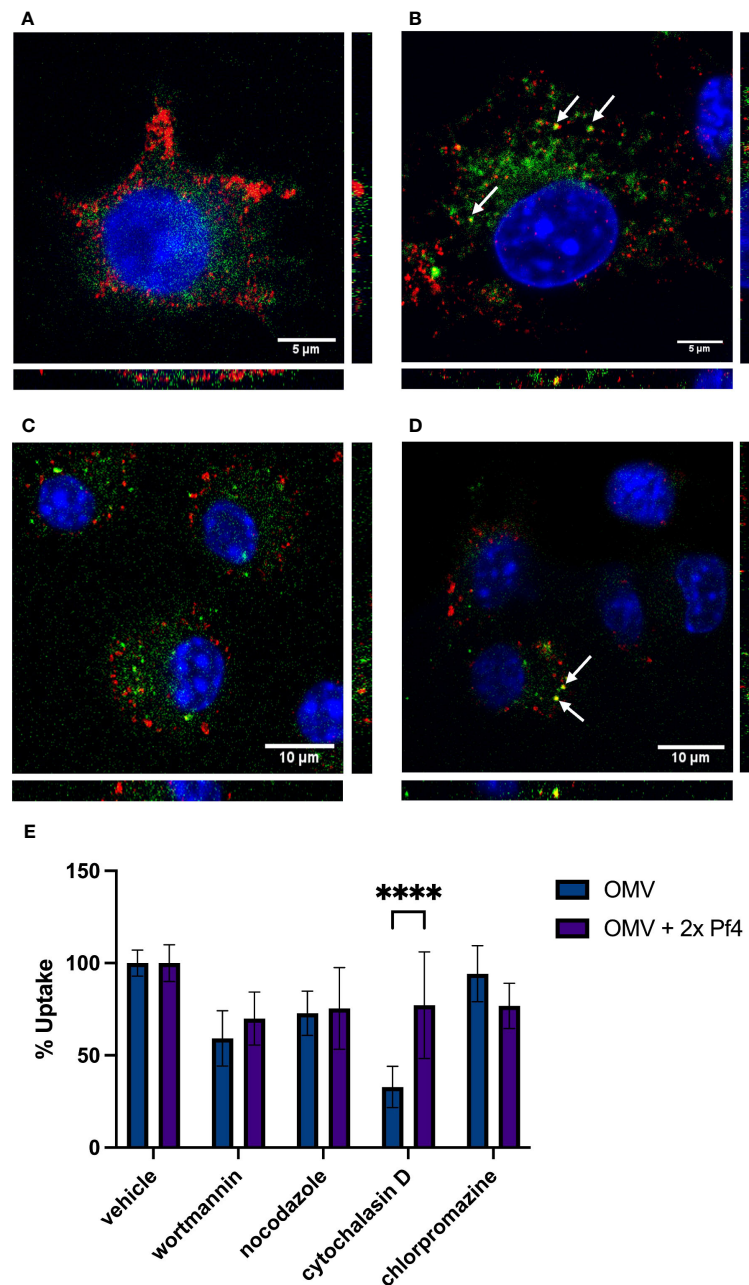 A
B
5 µm
5 µm
C
D
10 µm
10 µm
E
150
****
OMV
OMV + 2x Pf4
100
% Uptake
50
0
vehicle
wortmannin
nocodazole
cytochalasin D
chlorpromazine